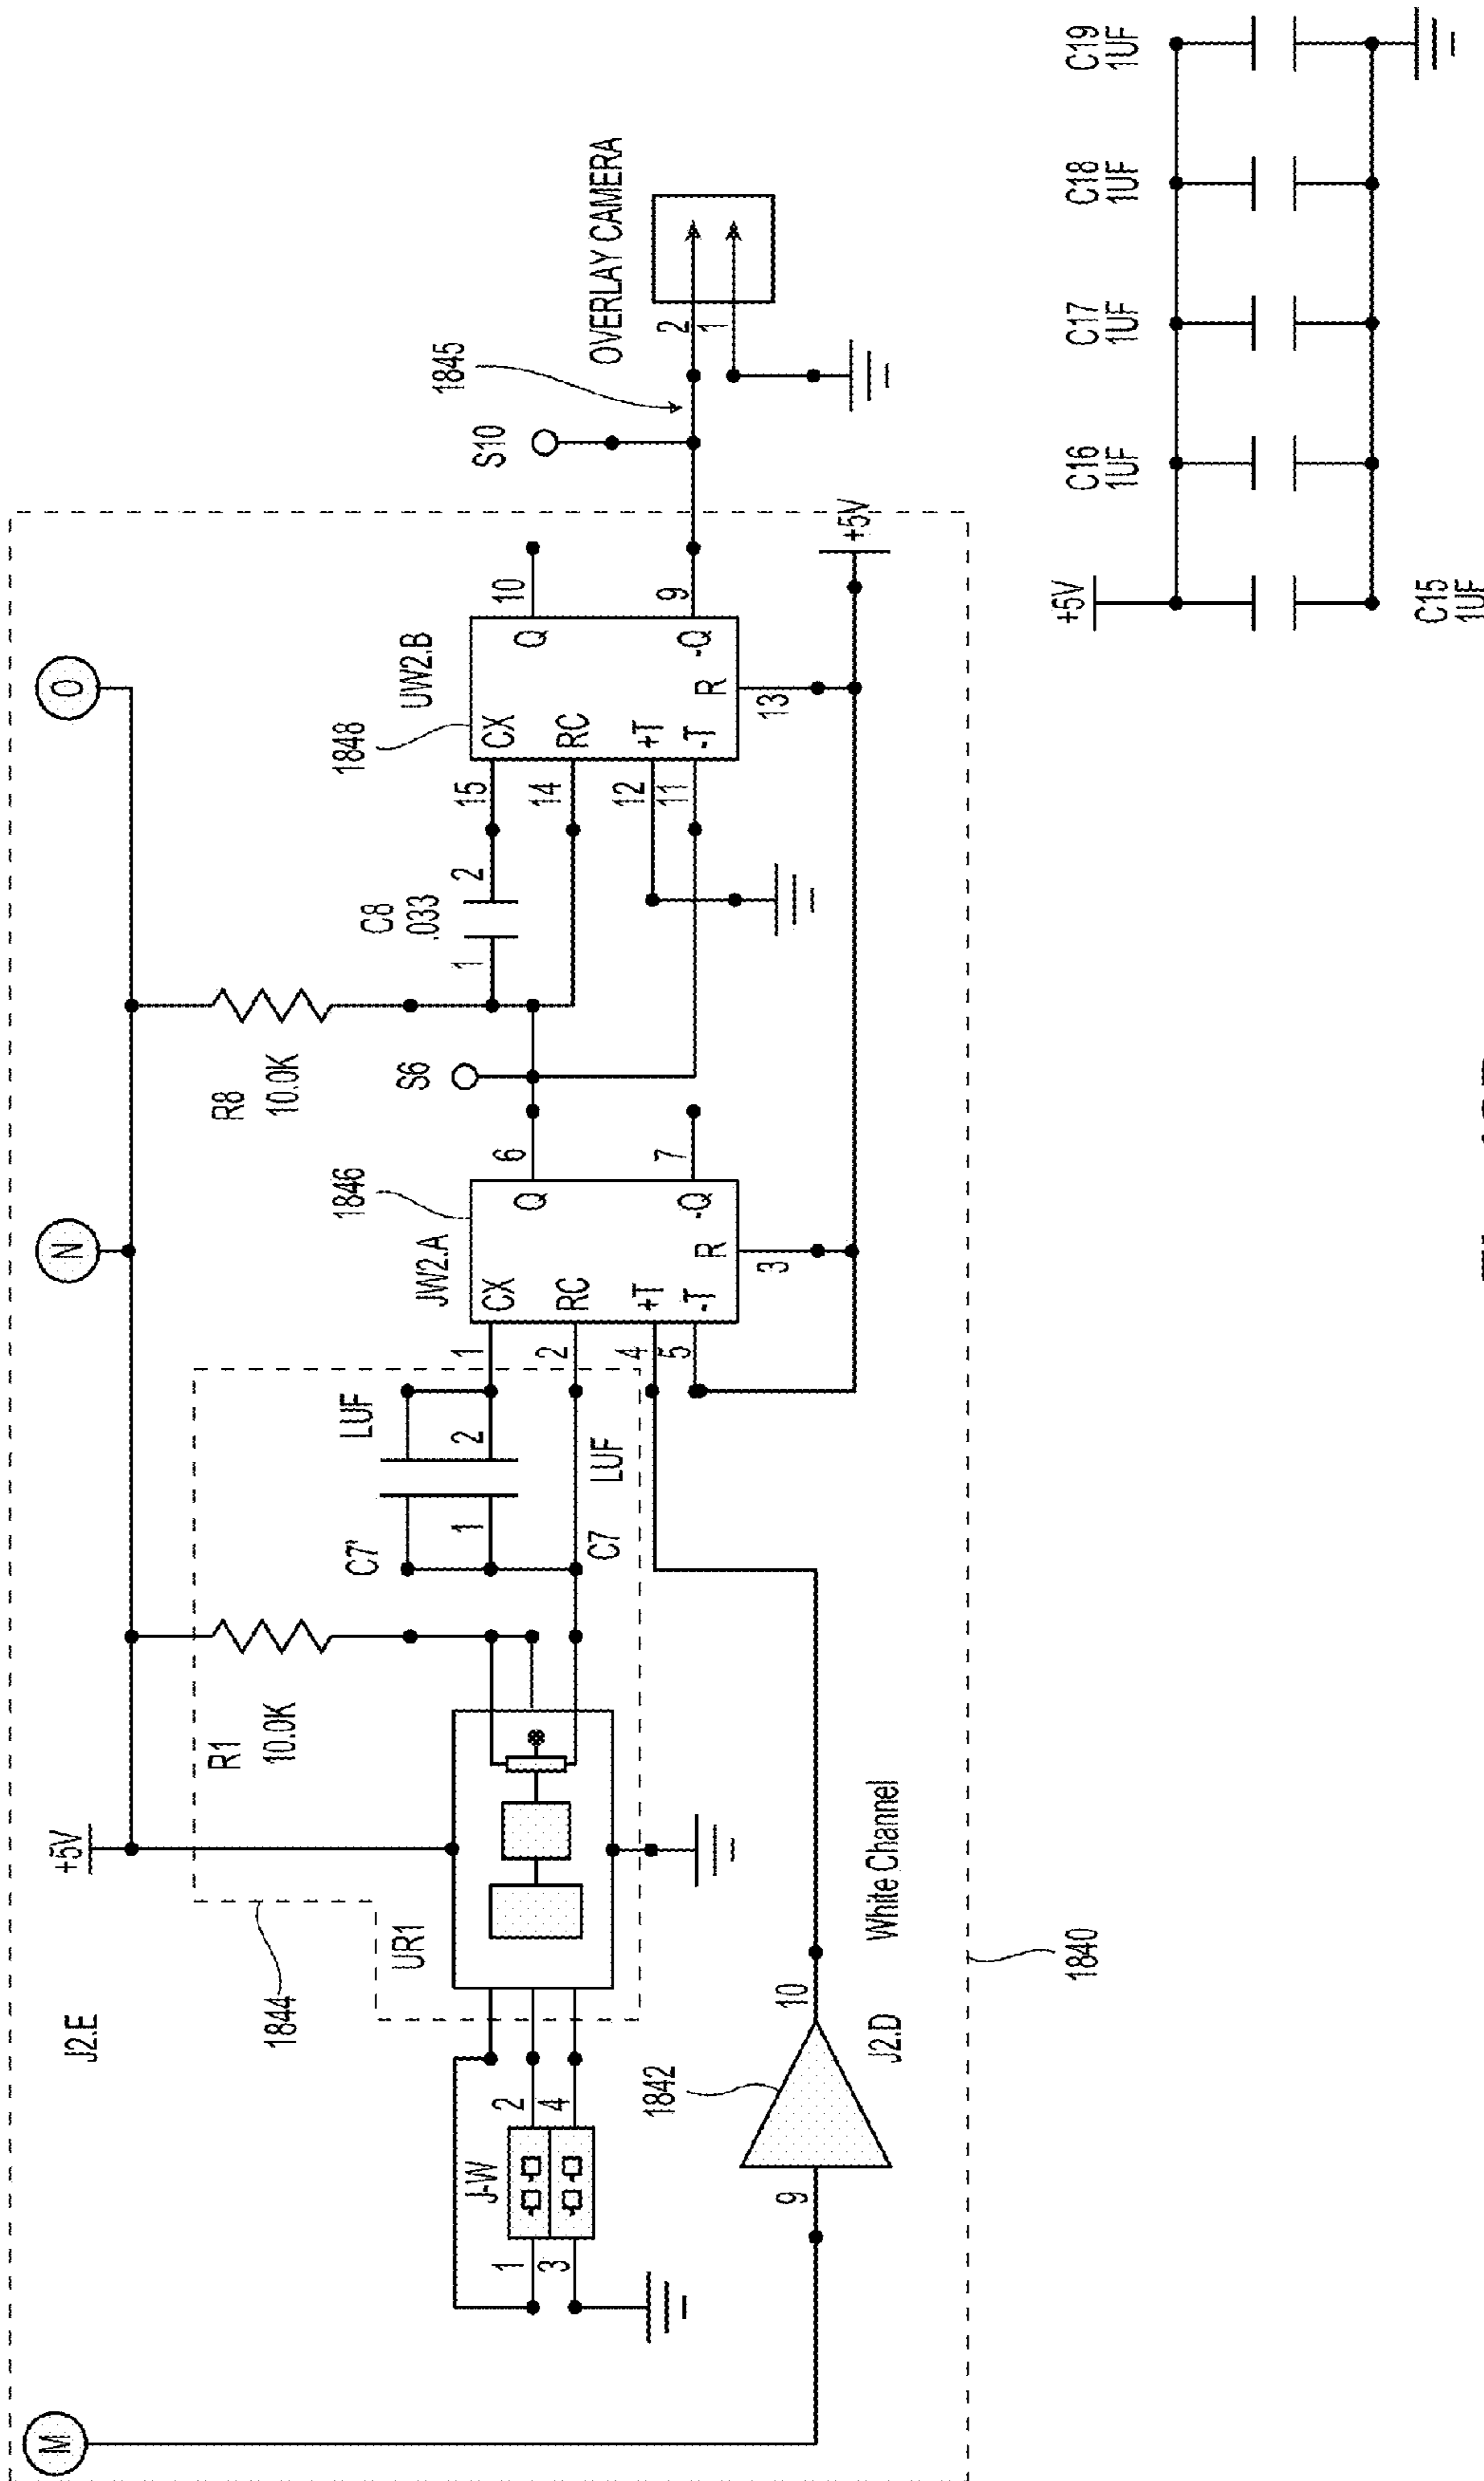 M
N
O
J2.E
+5V
1844
R1
10.0K
C7'
LUF
1
2
C7
LUF
UR1
J-W
1
2
3
4
1842
9
10
J2.D
White Channel
1840
JW2.A
1846
1
CX
2
RC
4
+T
5
-T
Q
6
-Q
7
R
3
S6
R8
10.0K
C8
.033
1
2
UW2.B
1848
15
CX
14
RC
12
+T
11
-T
Q
10
-Q
9
R
13
+5V
S10
1845
OVERLAY CAMERA
2
1
+5V
C15
1UF
C16
1UF
C17
1UF
C18
1UF
C19
1UF